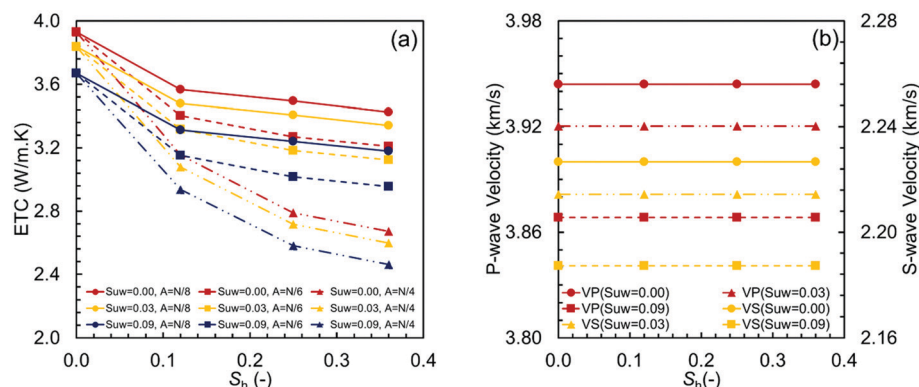 (a)
4.0
3.6
3.2
2.8
2.4
2.0
ETC (W/m.K)
Suw=0.00, A=N/8 Suw=0.00, A=N/6 Suw=0.00, A=N/4
Suw=0.03, A=N/8 Suw=0.03, A=N/6 Suw=0.03, A=N/4
Suw=0.09, A=N/8 Suw=0.09, A=N/6 Suw=0.09, A=N/4
0.0 0.1 0.2 0.3 0.4
Sh(-)
(b)
3.98
3.92
3.86
3.80
P-wave Velocity (km/s)
2.28
2.24
2.20
2.16
S-wave Velocity (km/s)
VP(Suw=0.00) VP(Suw=0.03)
VP(Suw=0.09) VS(Suw=0.00)
VS(Suw=0.03) VS(Suw=0.09)
0.0 0.1 0.2 0.3 0.4
Sh(-)